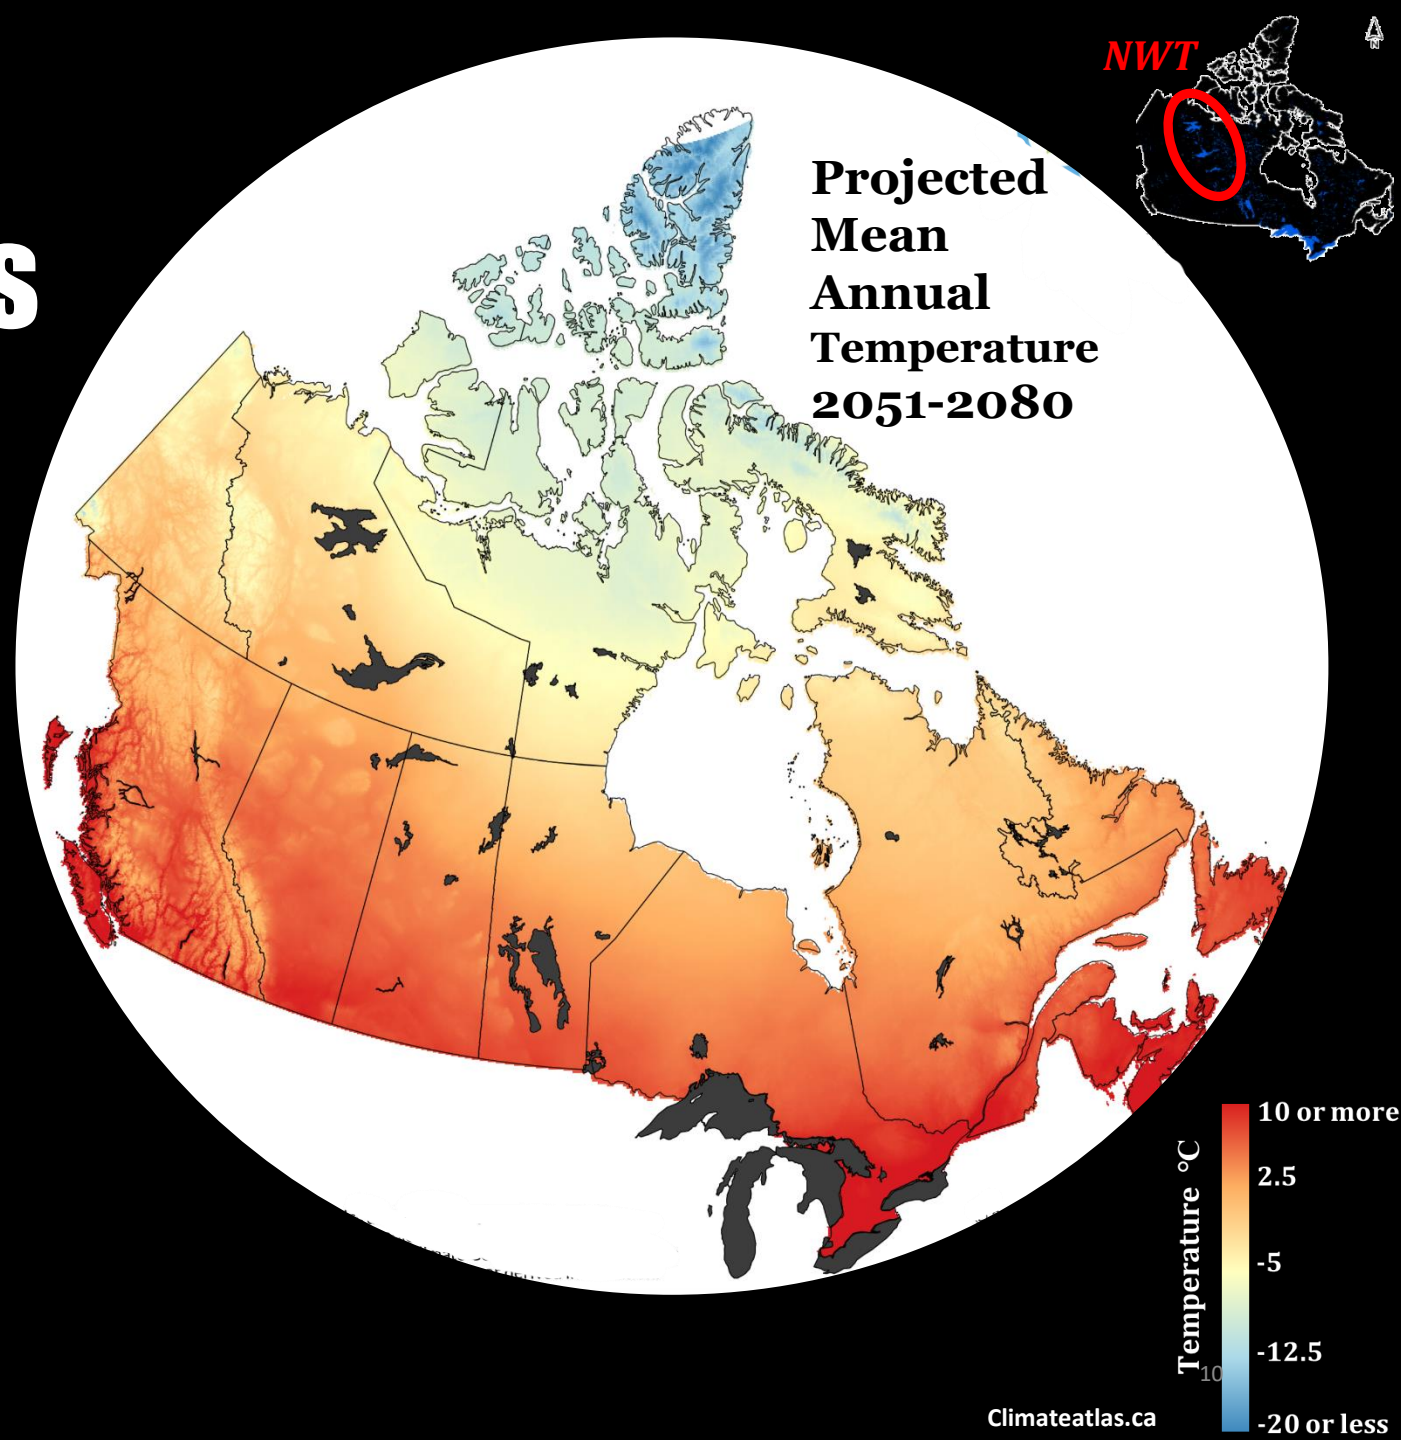 NWT
N
s
Projected
Mean
Annual
Temperature
2051-2080
10 or more
2.5
-5
-12.5
-20 or less
Temperature °C
10
Climateatlas.ca